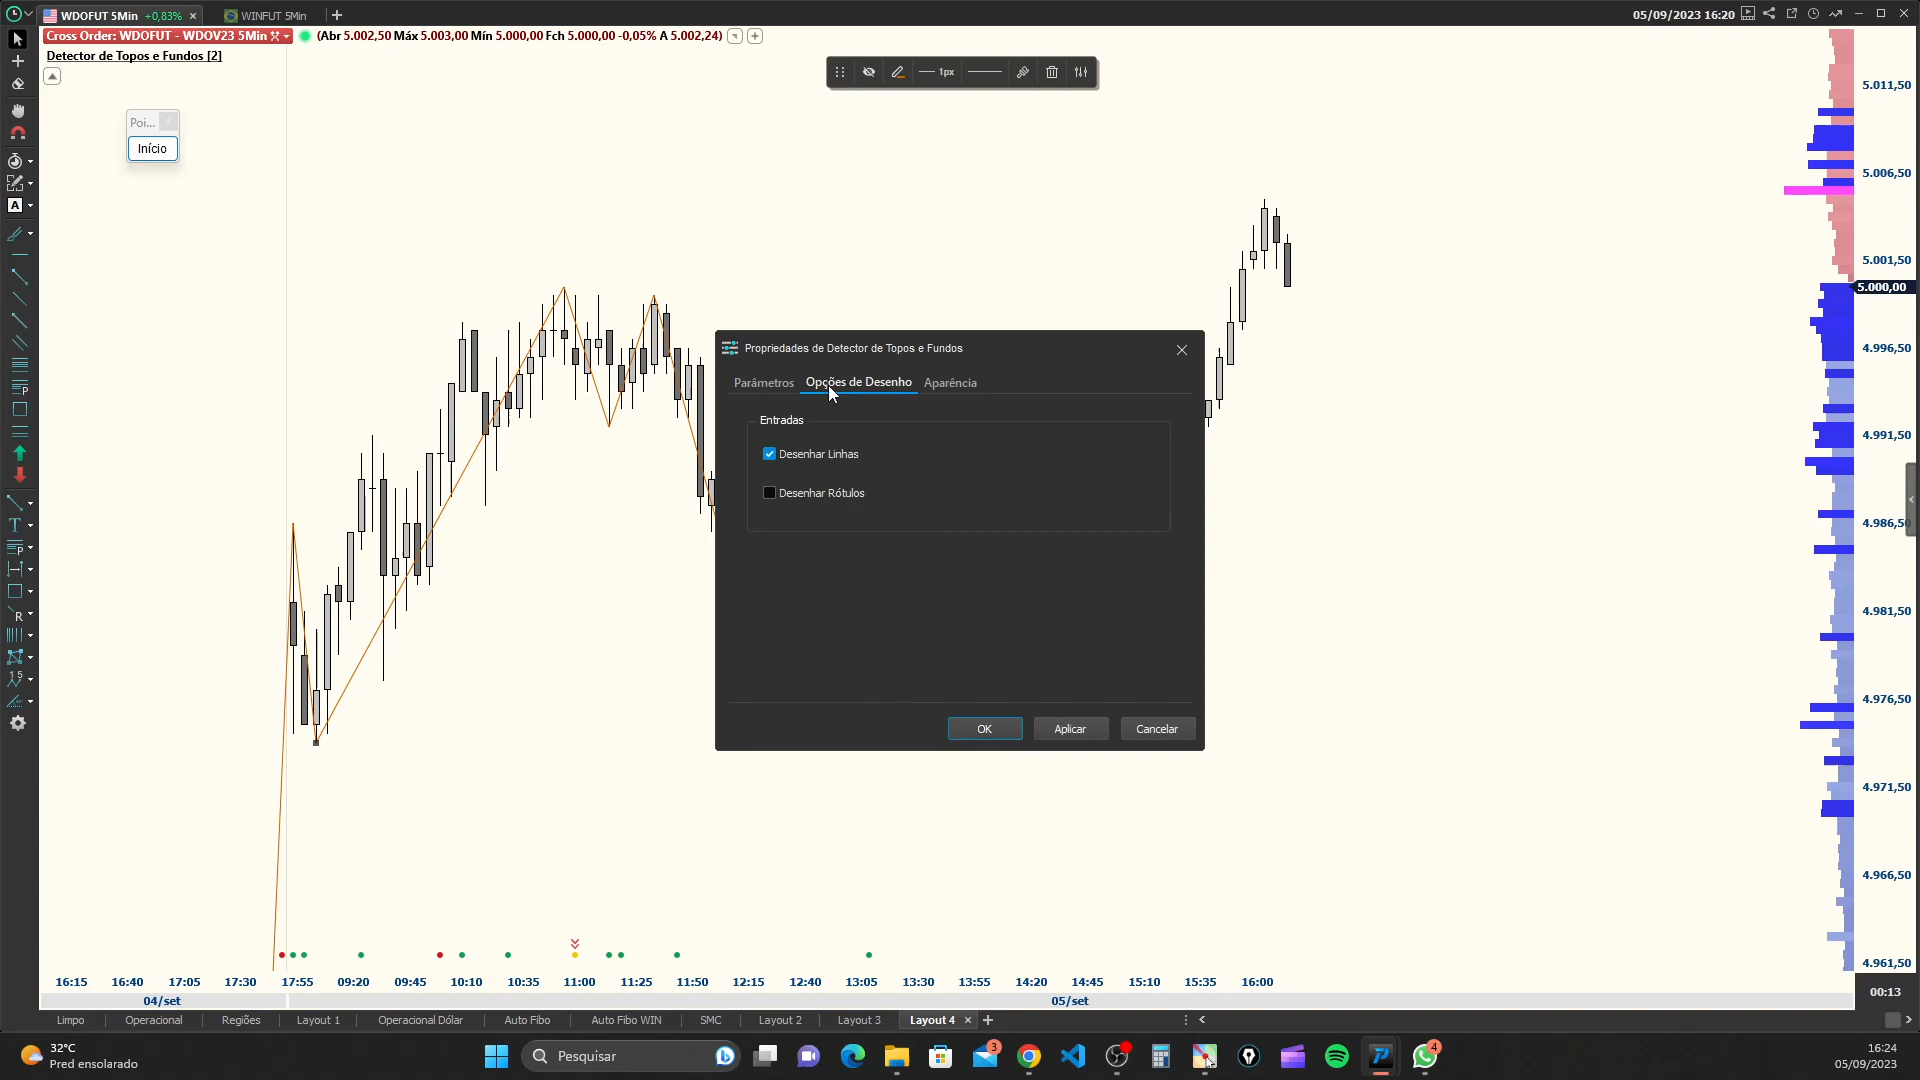 WDOFUT 5Min +0,83%
WINFUT 5Min
05/09/2023 16:20
Cross Order: WDOFUT - WDOV23 5Min
(Abr 5.002,50 Máx 5.003,00 Mín 5.000,00 Fch 5.000,00 -0,05% A 5.002,24)
Detector de Topos e Fundos [2]
1px
Poi...
Início
5.011,50
5.006,50
5.001,50
5.000,00
4.996,50
4.991,50
4.986,50
4.981,50
4.976,50
4.971,50
4.966,50
4.961,50
Propriedades de Detector de Topos e Fundos
Parâmetros Opções de Desenho Aparência
Entradas
Desenhar Linhas
Desenhar Rótulos
OK Aplicar Cancelar
16:15 16:40 17:05 17:30 17:55 09:20 09:45 10:10 10:35 11:00 11:25 11:50 12:15 12:40 13:05 13:30 13:55 14:20 14:45 15:10 15:35 16:00
00:13
04/set 05/set
Limpo Operacional Regiões Layout 1 Operacional Dólar Auto Fibo Auto Fibo WIN SMC Layout 2 Layout 3 Layout 4
32°C
Pred ensolarado
Pesquisar
3
4
16:24
05/09/2023